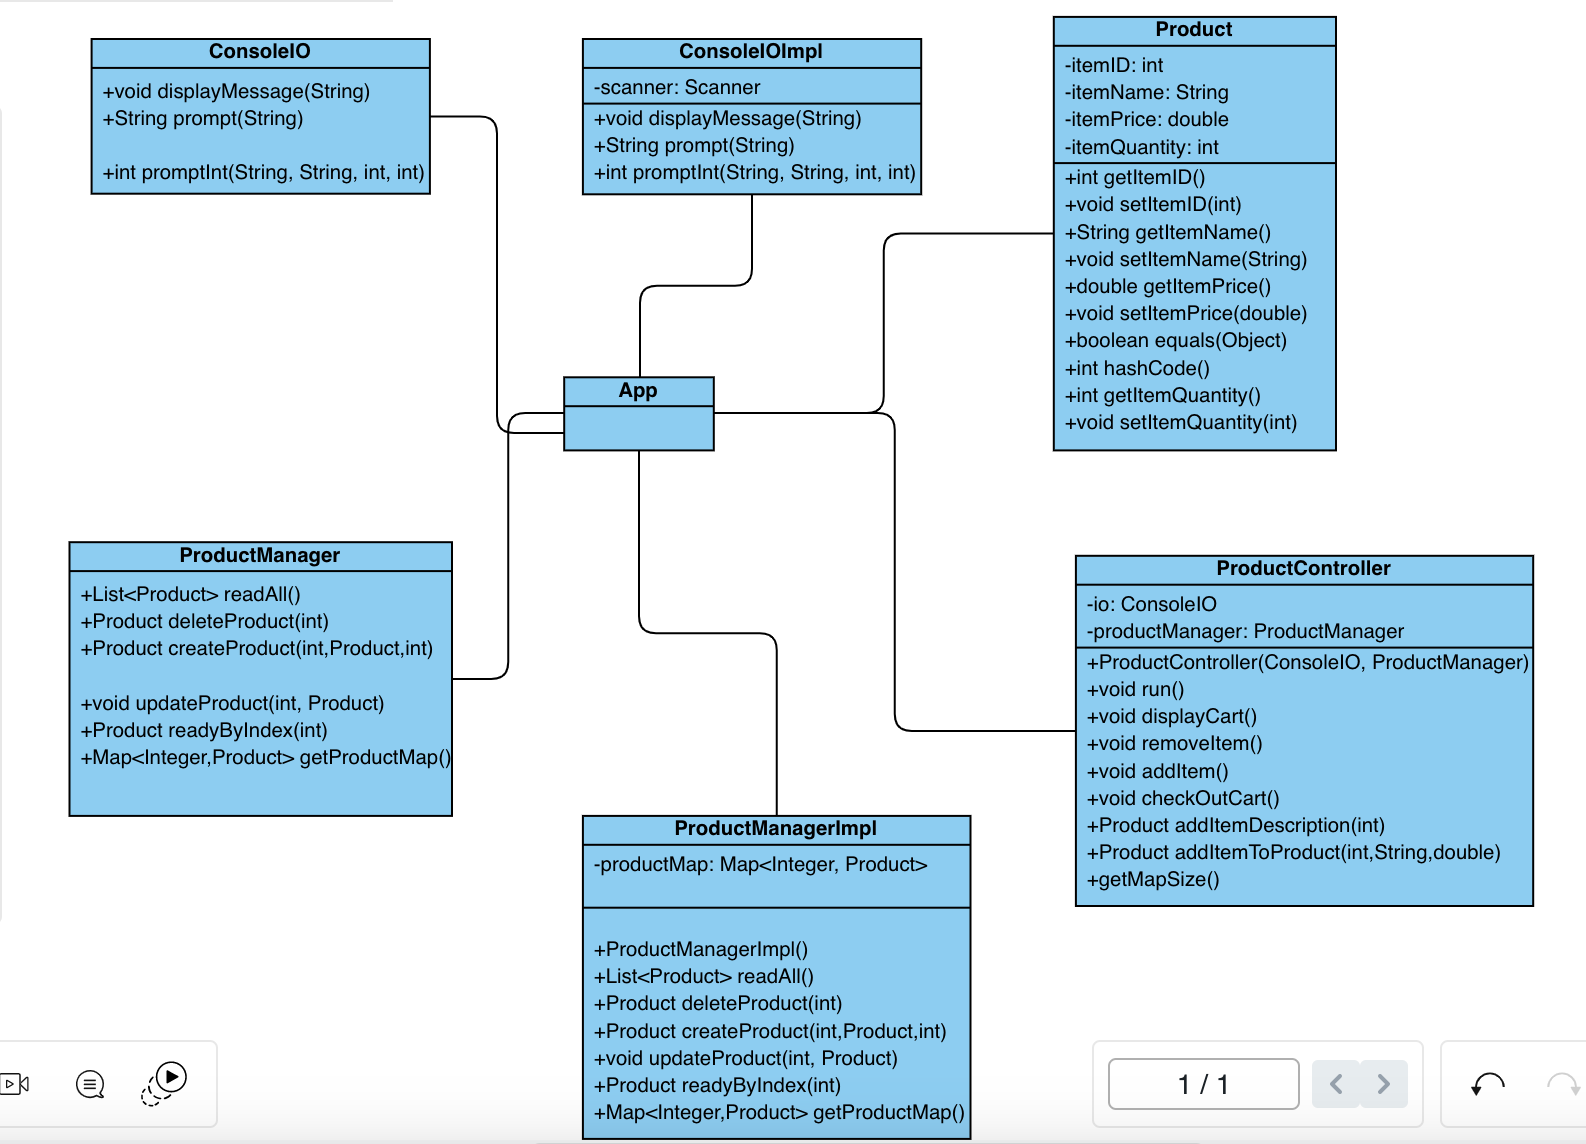 ConsoleIO
+void displayMessage(String)
+String prompt(String)
+int promptInt(String, String, int, int)
ConsoleIOImpl
-scanner: Scanner
+void displayMessage(String)
+String prompt(String)
+int promptInt(String, String, int, int)
Product
-itemID: int
-itemName: String
-itemPrice: double
-itemQuantity: int
+int getItemID()
+void setItemID(int)
+String getItemName()
+void setItemName(String)
+double getItemPrice()
+void setItemPrice(double)
+boolean equals(Object)
+int hashCode()
+int getItemQuantity()
+void setItemQuantity(int)
App
ProductManager
+List<Product> readAll()
+Product deleteProduct(int)
+Product createProduct(int,Product,int)
+void updateProduct(int, Product)
+Product readyByIndex(int)
+Map<Integer,Product> getProductMap()
ProductController
-io: ConsoleIO
-productManager: ProductManager
+ProductController(ConsoleIO, ProductManager)
+void run()
+void displayCart()
+void removeItem()
+void addItem()
+void checkOutCart()
+Product addItemDescription(int)
+Product addItemToProduct(int,String,double)
+getMapSize()
ProductManagerImpl
-productMap: Map<Integer, Product>
+ProductManagerImpl()
+List<Product> readAll()
+Product deleteProduct(int)
+Product createProduct(int,Product,int)
+void updateProduct(int, Product)
+Product readyByIndex(int)
+Map<Integer,Product> getProductMap()
1 / 1